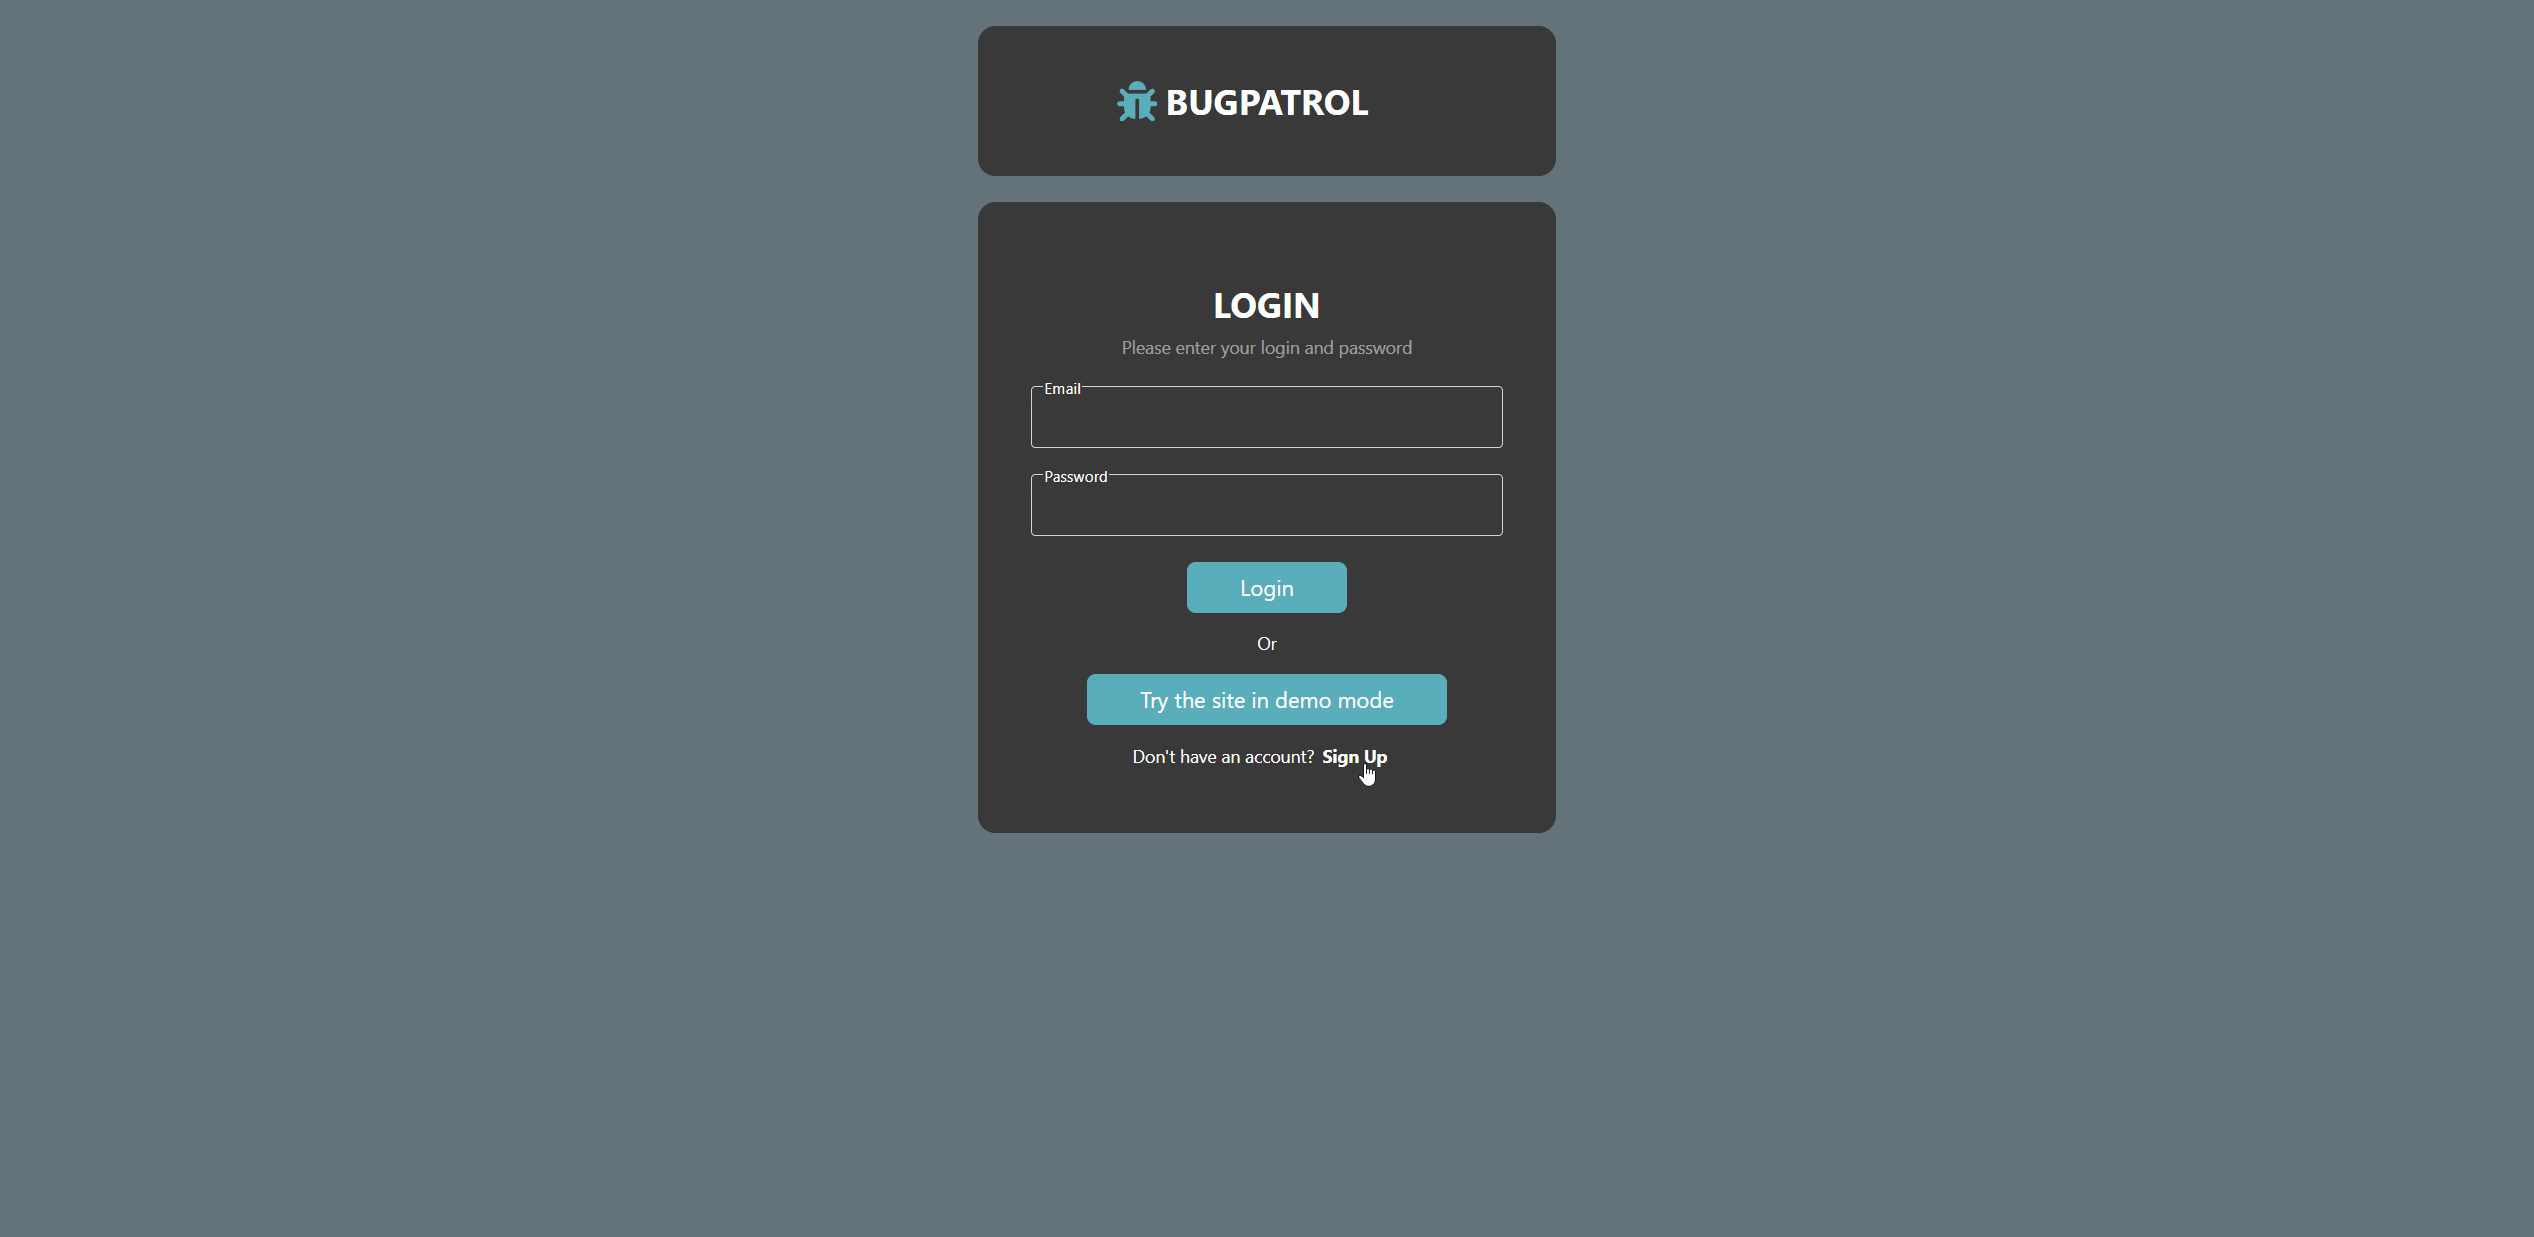 BUGPATROL
LOGIN
Please enter your login and password
Email
Password
Login
Or
Try the site in demo mode
Don't have an account? Sign Up